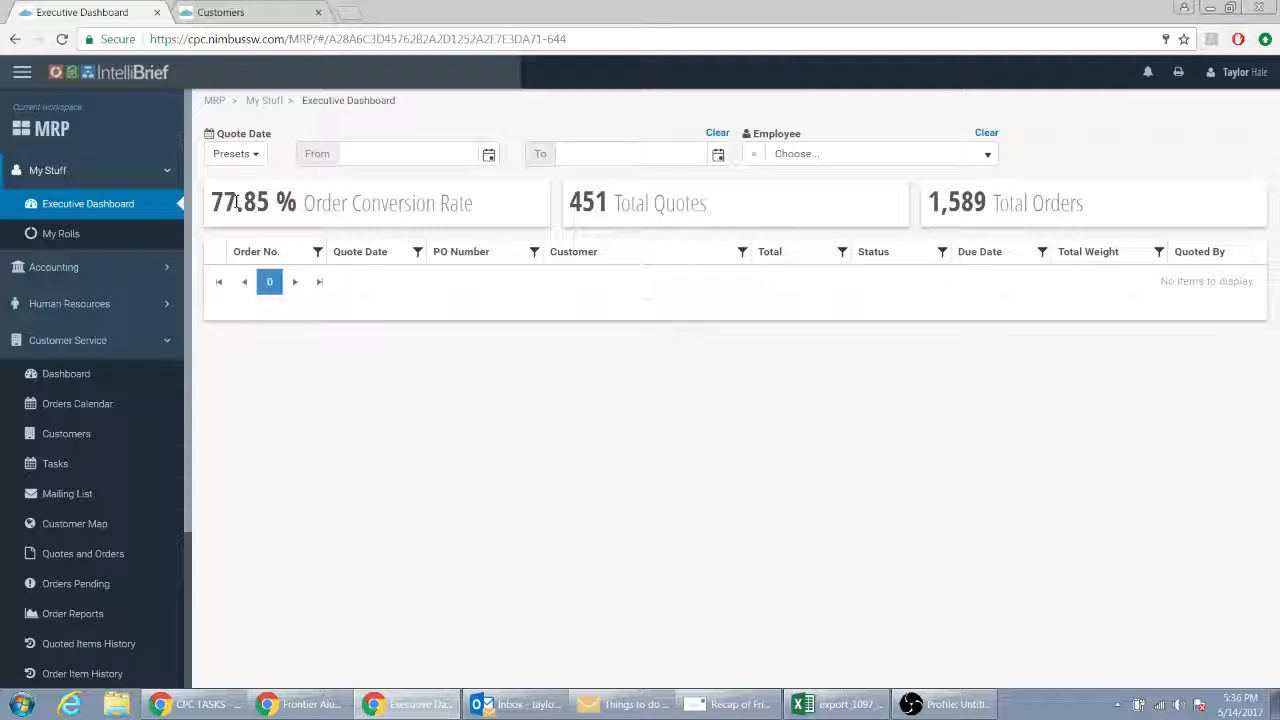 Executive Dashboard
Customers
Secure
https://cpc.nimbussw.com/MRP/#/A28A6C3D45762B2A2D1252A2E7E3DA71-644
IntelliBrief
Taylor Hale
Current workspace:
MRP
My Stuff
Executive Dashboard
My Rolls
Accounting
Human Resources
Customer Service
Dashboard
Orders Calendar
Customers
Tasks
Mailing List
Customer Map
Quotes and Orders
Orders Pending
Order Reports
Quoted Items History
Order Item History
MRP > My Stuff > Executive Dashboard
Quote Date
Clear
Employee
Clear
Presets
From
To
Choose...
77.85 % Order Conversion Rate
451 Total Quotes
1,589 Total Orders
Order No.
Quote Date
PO Number
Customer
Total
Status
Due Date
Total Weight
Quoted By
0
No items to display
CPC TASKS ...
Frontier Alu...
Executive Da...
Inbox - taylo...
Things to do ...
Recap of Fri...
export_1097_...
Profile: Untitl...
5:36 PM
5/14/2017